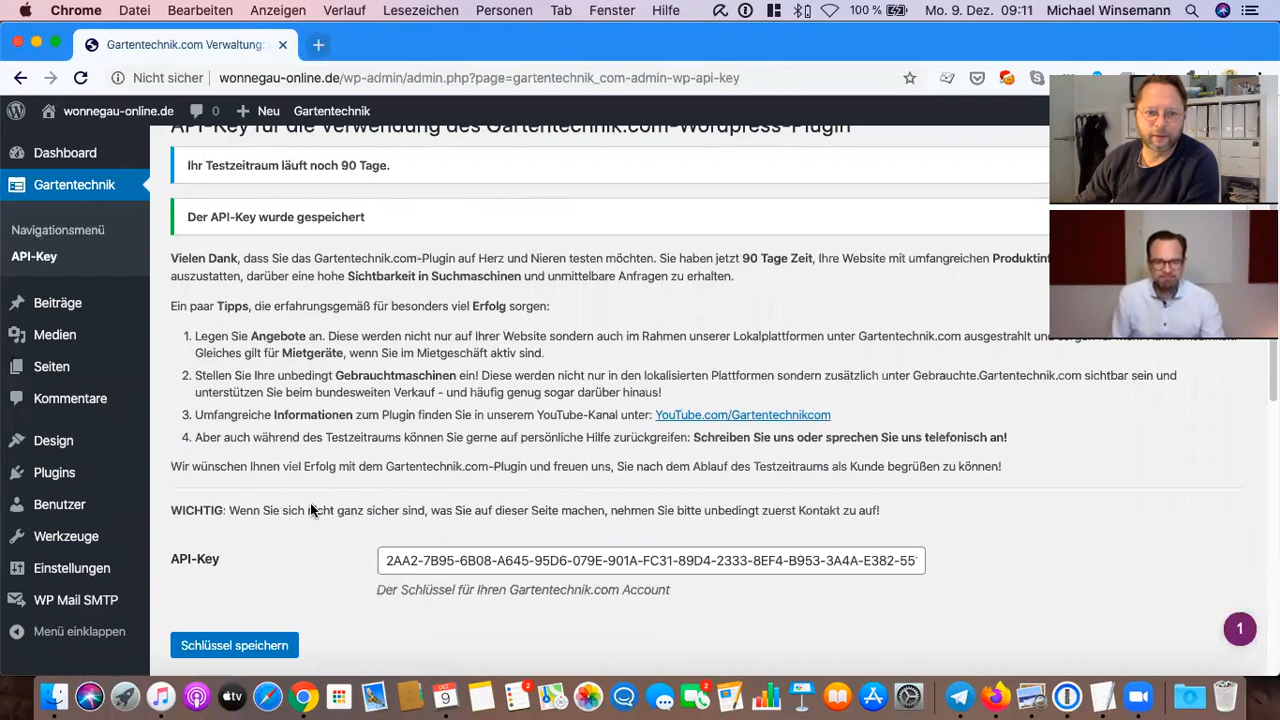 Chrome Datei Bearbeiten Anzeigen Verlauf Lesezeichen Personen Tab Fenster Hilfe 100 % Mo. 9. Dez. 09:11 Michael Winsemann
Gartentechnik.com Verwaltung:
Nicht sicher wonnegau-online.de/wp-admin/admin.php?page=gartentechnik_com-admin-wp-api-key
wonnegau-online.de 0 Neu Gartentechnik
API-Key für die Verwendung des Gartentechnik.com-Wordpress-Plugin
Dashboard
Ihr Testzeitraum läuft noch 90 Tage.
Gartentechnik
Der API-Key wurde gespeichert
Navigationsmenü
API-Key
Vielen Dank, dass Sie das Gartentechnik.com-Plugin auf Herz und Nieren testen möchten. Sie haben jetzt 90 Tage Zeit, Ihre Website mit umfangreichen
auszustatten, darüber eine hohe Sichtbarkeit in Suchmaschinen und unmittelbare Anfragen zu erhalten.
Ein paar Tipps, die erfahrungsgemäß für besonders viel Erfolg sorgen:
1. Legen Sie Angebote an. Diese werden nicht nur auf Ihrer Website sondern auch im Rahmen unserer Lokalplattformen unter Gartentechnik.com ausgestrahlt und
Gleiches gilt für Mietgeräte, wenn Sie im Mietgeschäft aktiv sind.
2. Stellen Sie Ihre unbedingt Gebrauchtmaschinen ein! Diese werden nicht nur in den lokalisierten Plattformen sondern zusätzlich unter Gebrauchte.Gartentechnik.com sichtbar sein und
unterstützen Sie beim bundesweiten Verkauf - und häufig genug sogar darüber hinaus!
3. Umfangreiche Informationen zum Plugin finden Sie in unserem YouTube-Kanal unter: YouTube.com/Gartentechnikcom
4. Aber auch während des Testzeitraums können Sie gerne auf persönliche Hilfe zurückgreifen: Schreiben Sie uns oder sprechen Sie uns telefonisch an!
Wir wünschen Ihnen viel Erfolg mit dem Gartentechnik.com-Plugin und freuen uns, Sie nach dem Ablauf des Testzeitraums als Kunde begrüßen zu können!
WICHTIG: Wenn Sie sich nicht ganz sicher sind, was Sie auf dieser Seite machen, nehmen Sie bitte unbedingt zuerst Kontakt zu auf!
API-Key
2AA2-7B95-6B08-A645-95D6-079E-901A-FC31-89D4-2333-8EF4-B953-3A4A-E382-55
Der Schlüssel für Ihren Gartentechnik.com Account
Schlüssel speichern
Beiträge
Medien
Seiten
Kommentare
Design
Plugins
Benutzer
Werkzeuge
Einstellungen
WP Mail SMTP
Menü einklappen
1